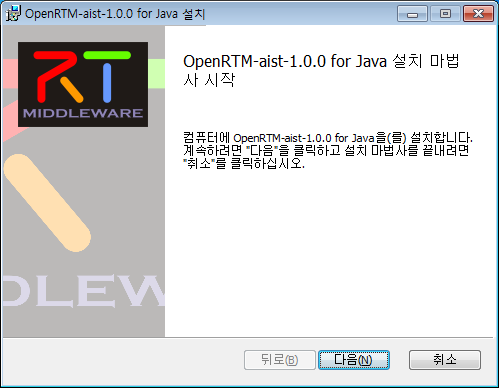 OpenRTM-aist-1.0.0 for Java 설치
RT
MIDDLEWARE
OpenRTM-aist-1.0.0 for Java 설치 마법
사 시작
컴퓨터에 OpenRTM-aist-1.0.0 for Java을(를) 설치합니다.
계속하려면 "다음"을 클릭하고 설치 마법사를 끝내려면
"취소"를 클릭하십시오.
DLEW
뒤로(B)
다음(N)
취소